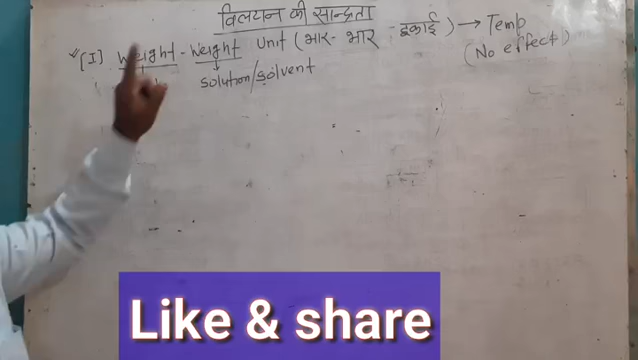 विलयन की सान्द्रता
[I] Weight - Weight Unit (भार- भार - इकाई) → Temp
(No effect)
↓ solution/solvent
Like & share